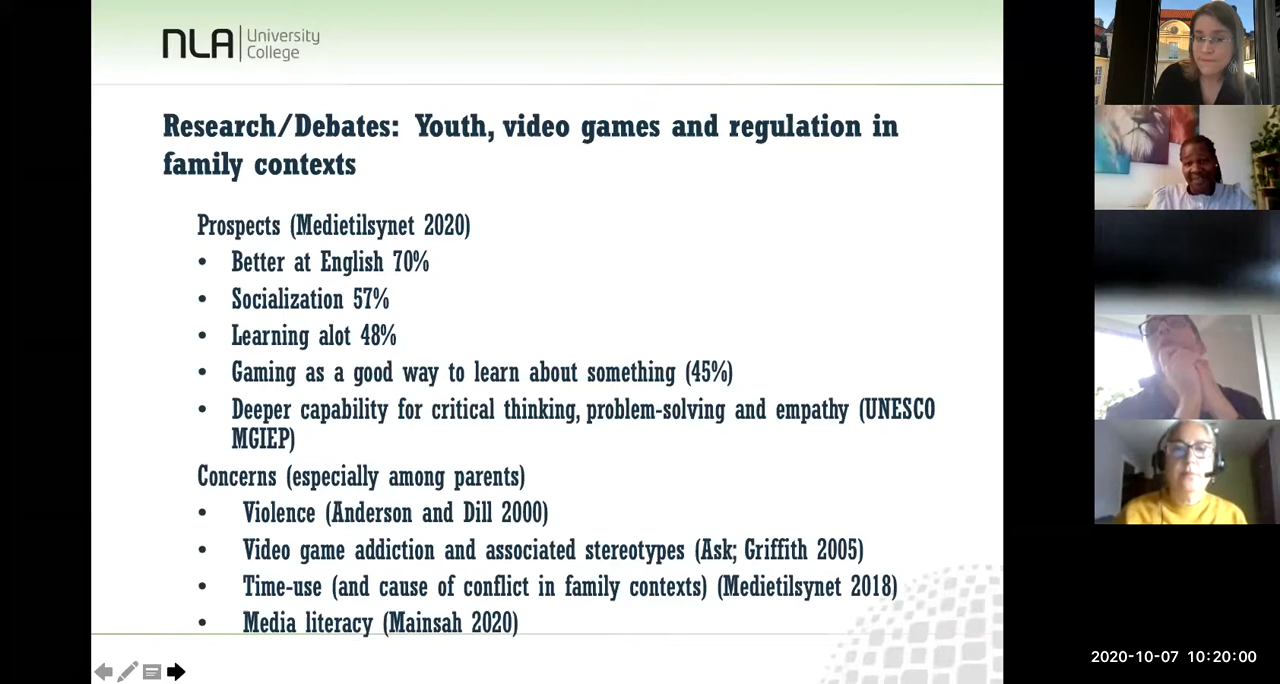 NLA University
College
Research/Debates: Youth, video games and regulation in
family contexts
Prospects (Medietilsynet 2020)
• Better at English 70%
• Socialization 57%
• Learning alot 48%
• Gaming as a good way to learn about something (45%)
• Deeper capability for critical thinking, problem-solving and empathy (UNESCO
MGIEP)
Concerns (especially among parents)
• Violence (Anderson and Dill 2000)
• Video game addiction and associated stereotypes (Ask; Griffith 2005)
• Time-use (and cause of conflict in family contexts) (Medietilsynet 2018)
• Media literacy (Mainsah 2020)
2020-10-07 10:20:00